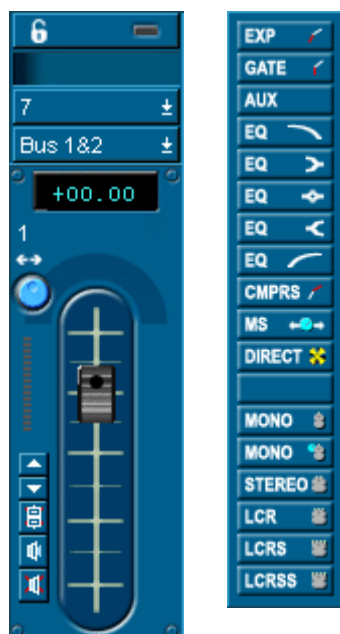 6
7
Bus 1&2
+00.00
1
EXP
GATE
AUX
EQ
EQ
EQ
EQ
EQ
CMPRS
MS
DIRECT
MONO
MONO
STEREO
LCR
LCRS
LCRSS